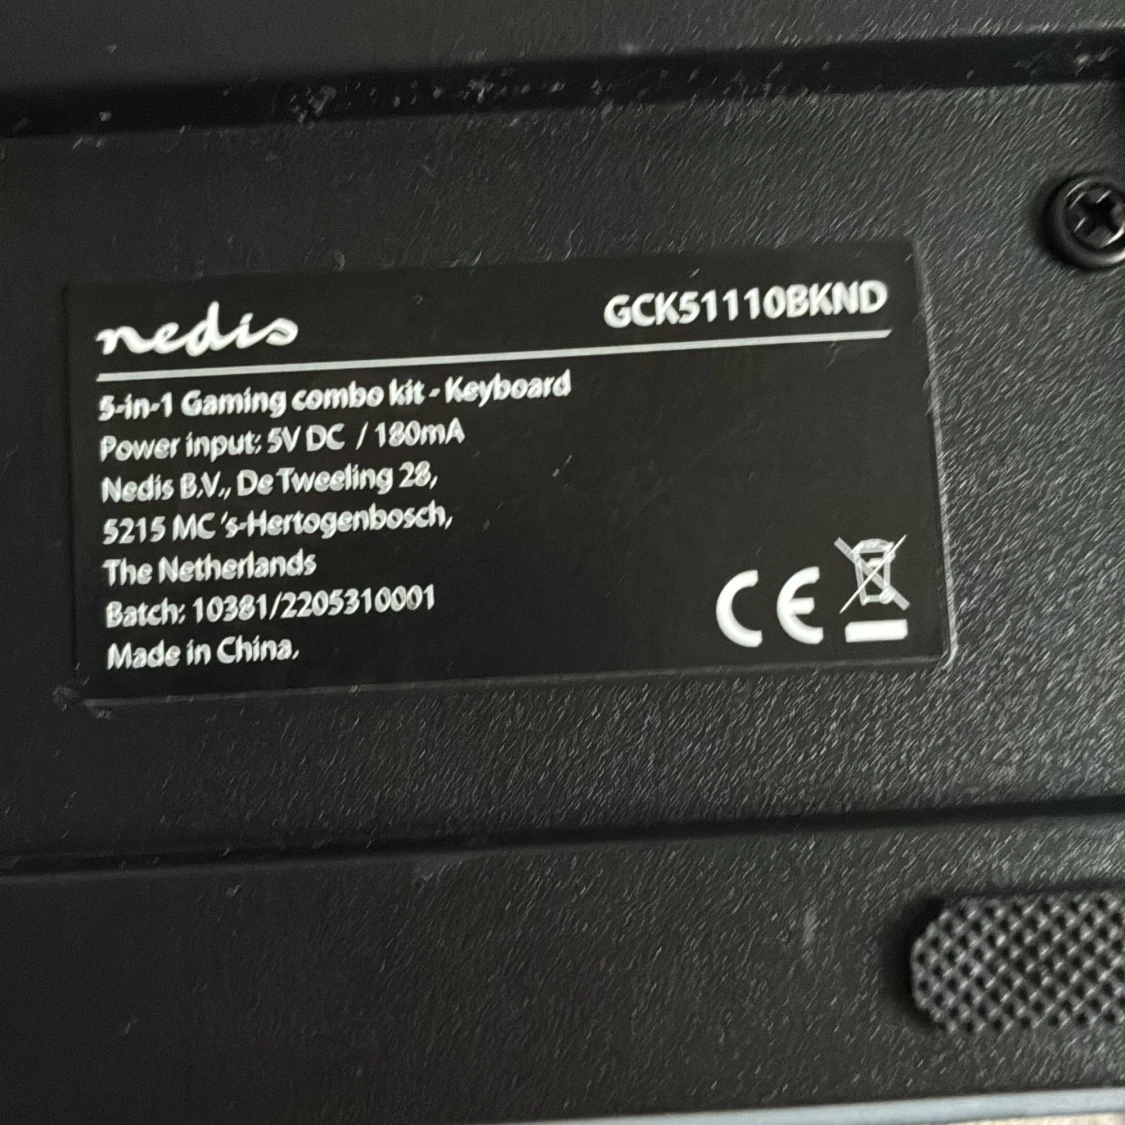 nedis GCK51110BKND
5-in-1 Gaming combo kit - Keyboard
Power input: 5V DC / 180mA
Nedis B.V., De Tweeling 28,
5215 MC 's-Hertogenbosch,
The Netherlands
Batch: 10381/2205310001
Made in China.
CE